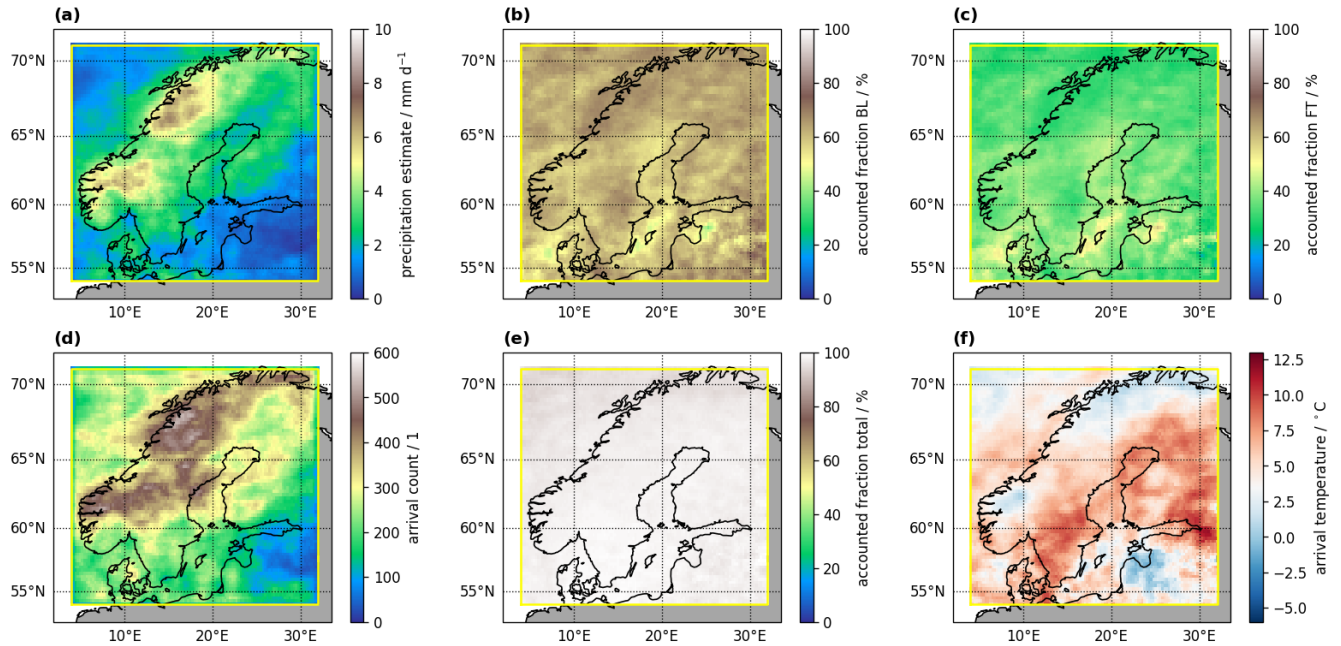 (a)
70°N
65°N
60°N
55°N
10°E
20°E
30°E
10
8
6
4
2
0
precipitation estimate / mm d⁻¹
(b)
70°N
65°N
60°N
55°N
10°E
20°E
30°E
100
80
60
40
20
0
accounted fraction BL / %
(c)
70°N
65°N
60°N
55°N
10°E
20°E
30°E
100
80
60
40
20
0
accounted fraction FT / %
(d)
70°N
65°N
60°N
55°N
10°E
20°E
30°E
600
500
400
300
200
100
0
arrival count / 1
(e)
70°N
65°N
60°N
55°N
10°E
20°E
30°E
100
80
60
40
20
0
accounted fraction total / %
(f)
70°N
65°N
60°N
55°N
10°E
20°E
30°E
12.5
10.0
7.5
5.0
2.5
0.0
−2.5
−5.0
arrival temperature / °C